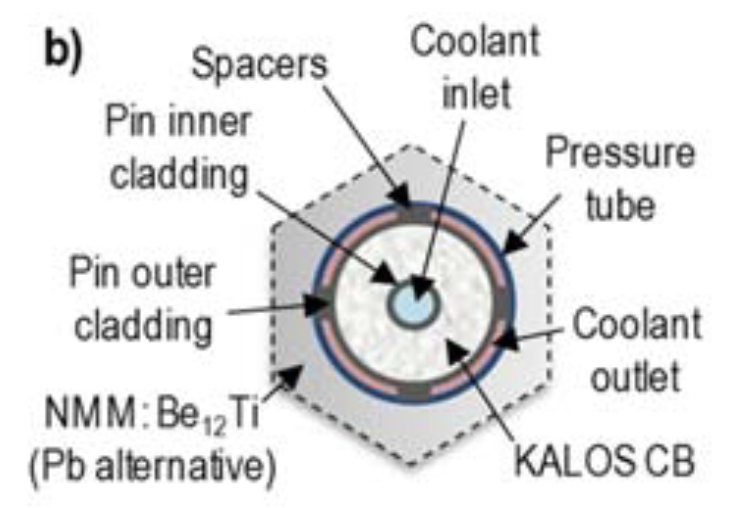 b)
Spacers
Coolant
inlet
Pin inner
cladding
Pressure
tube
Pin outer
cladding
Coolant
outlet
NMM: Be₁₂Ti
(Pb alternative)
KALOS CB